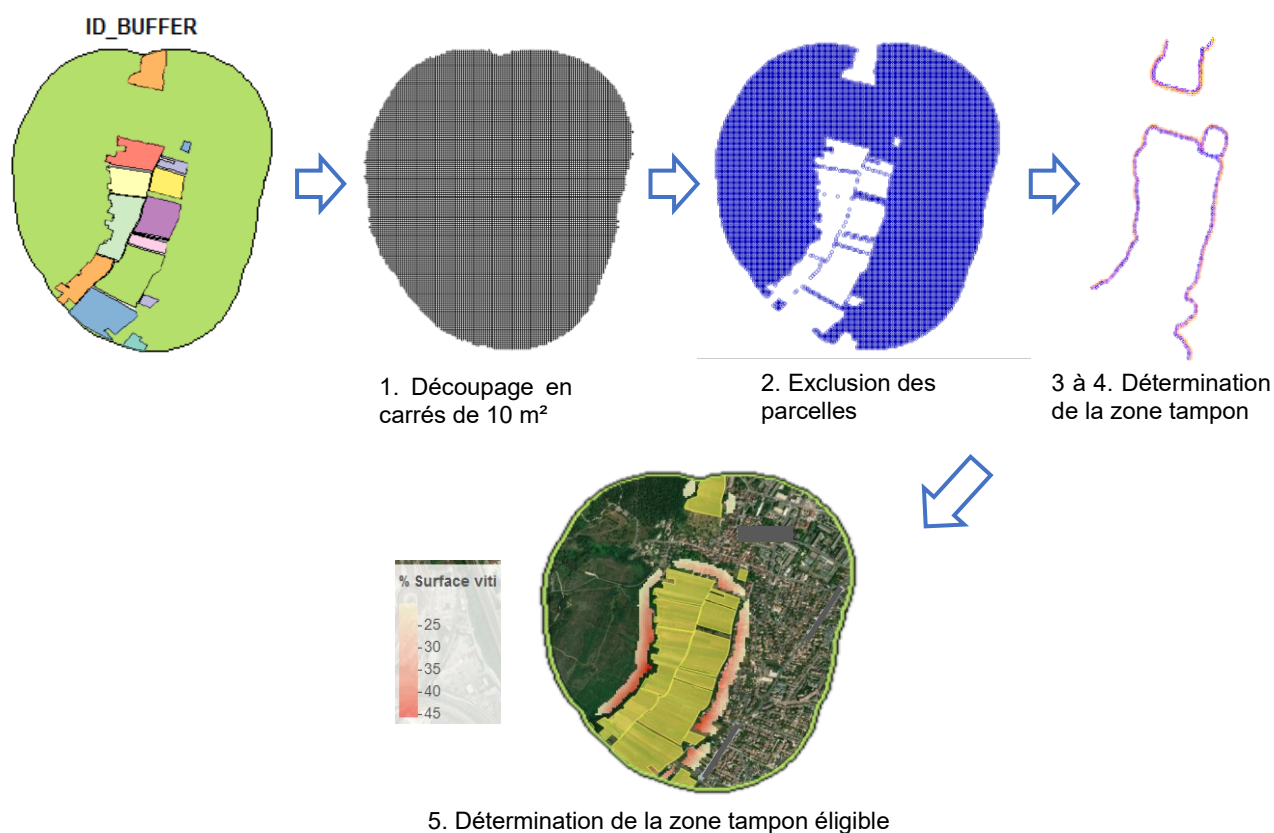 ID_BUFFER
1. Découpage en
carrés de 10 m²
2. Exclusion des
parcelles
3 à 4. Détermination
de la zone tampon
% Surface viti
-25
-30
-35
-40
-45
5. Détermination de la zone tampon éligible